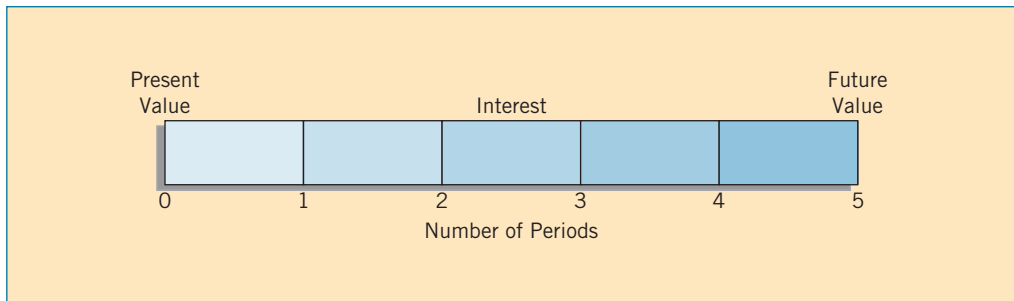 Present
Value
Interest
Future
Value
0 1 2 3 4 5
Number of Periods